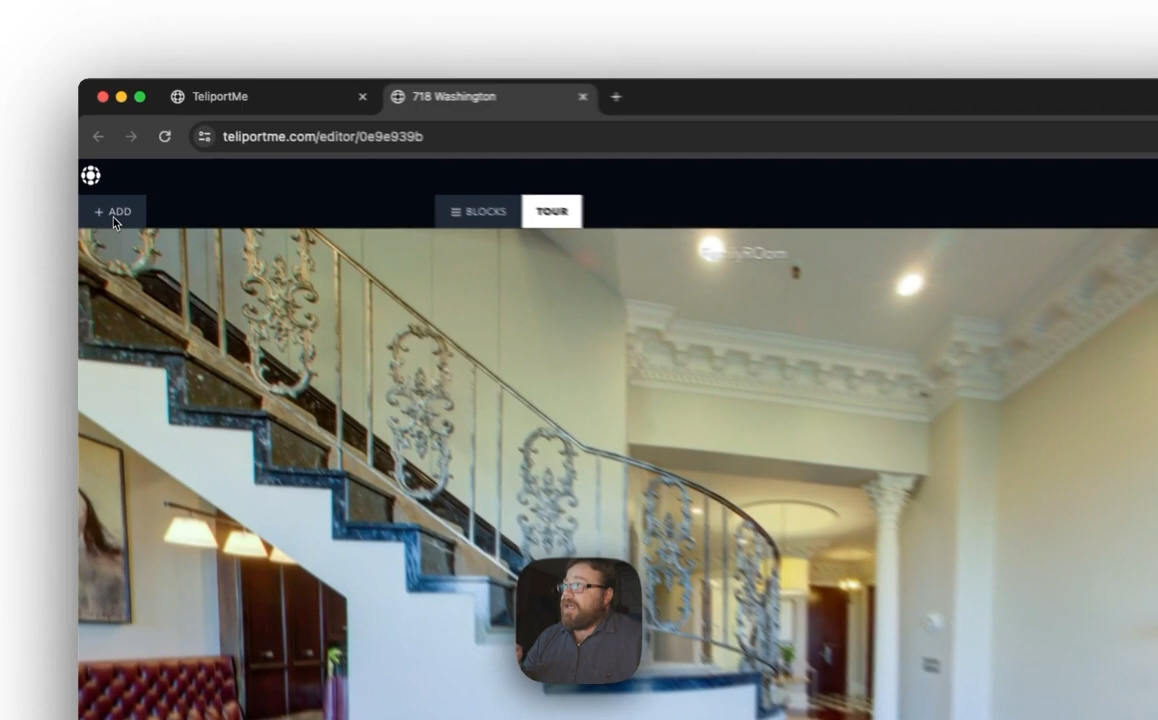 TeliportMe
718 Washington
teliportme.com/editor/0e9e939b
+ ADD
BLOCKS
TOUR